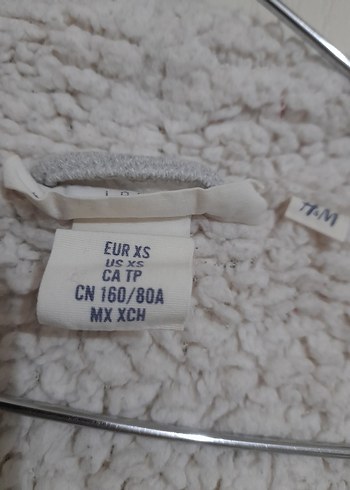 EUR XS
US XS
CA TP
CN 160/80A
MX XCH
H&M